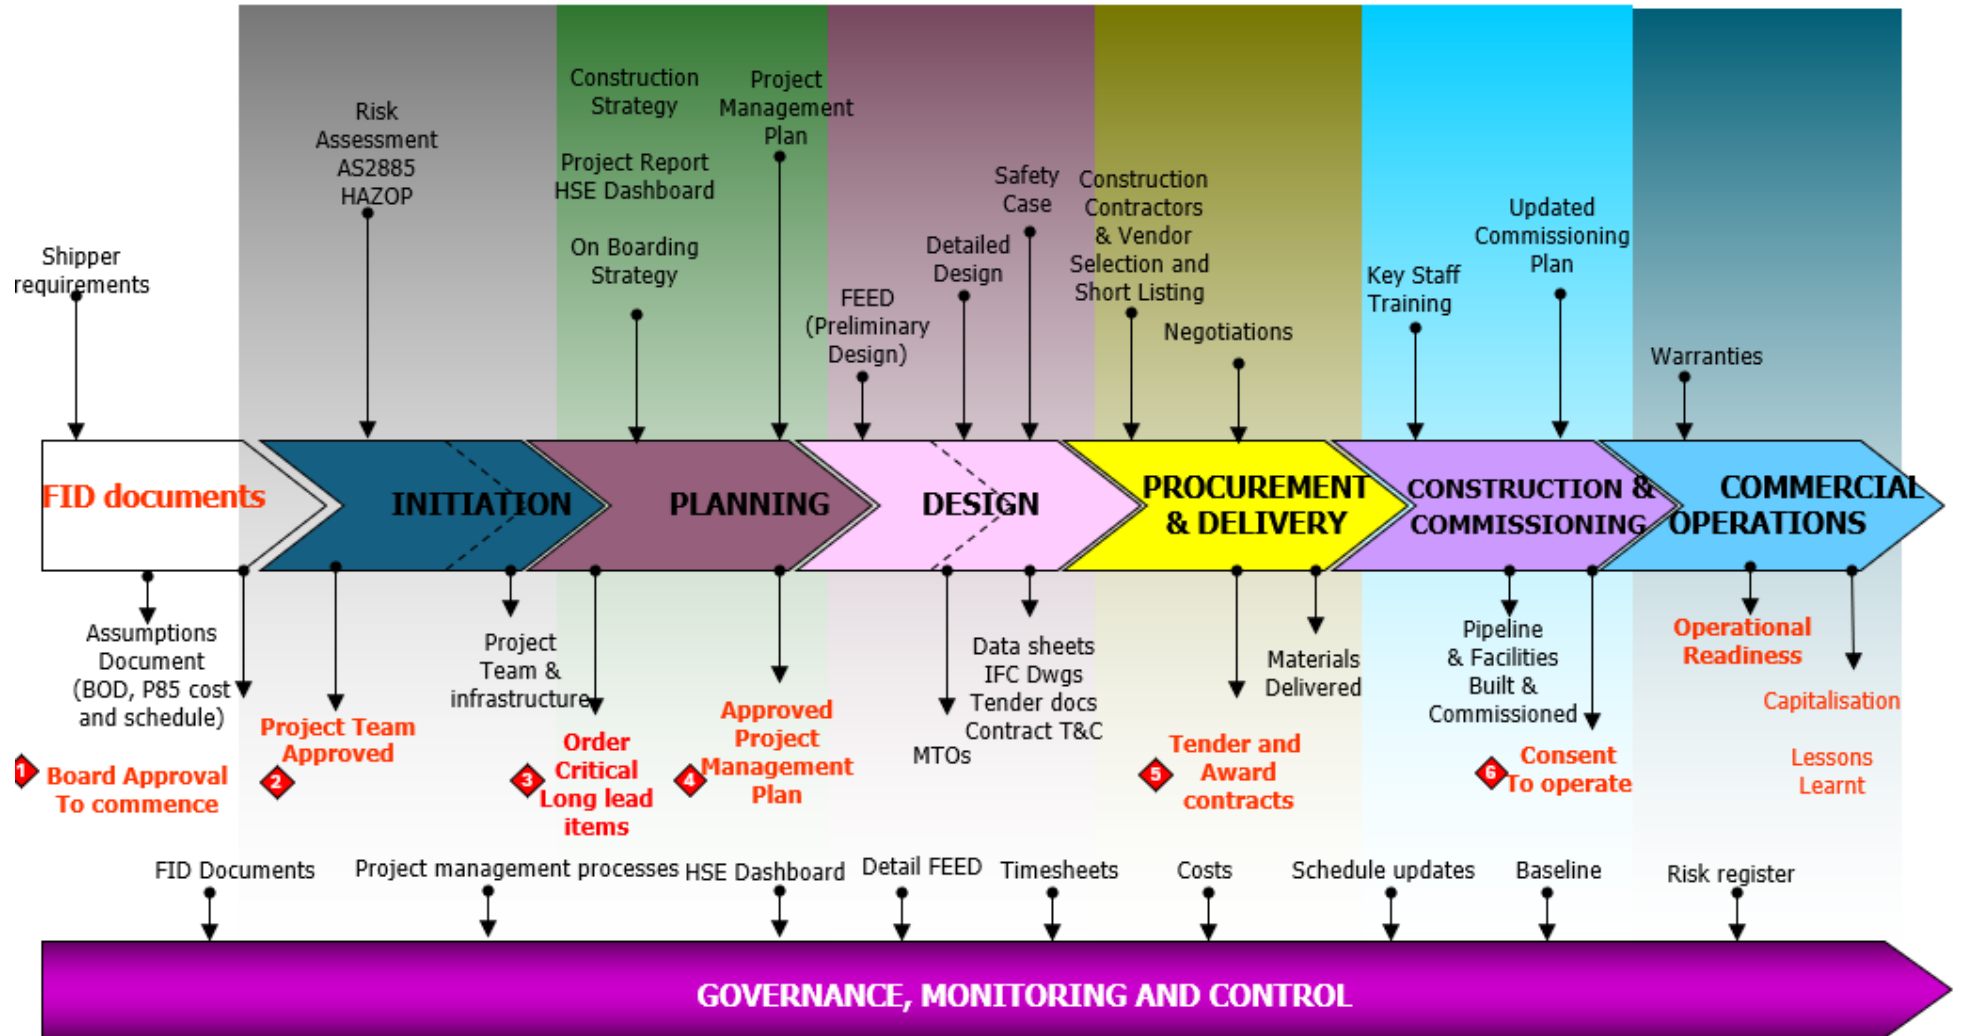 Shipper
requirements
Risk
Assessment
AS2885
HAZOP
Construction
Strategy
Project Report
HSE Dashboard
On Boarding
Strategy
Project
Management
Plan
FEED
(Preliminary
Design)
Detailed
Design
Safety
Case
Construction
Contractors
& Vendor
Selection and
Short Listing
Negotiations
Key Staff
Training
Updated
Commissioning
Plan
Warranties
FID documents
INITIATION
PLANNING
DESIGN
PROCUREMENT
& DELIVERY
CONSTRUCTION &
COMMISSIONING
COMMERCIAL
OPERATIONS
Assumptions
Document
(BOD, P85 cost
and schedule)
1
Board Approval
To commence
Project Team
Approved
2
Project
Team &
infrastructure
3
Order
Critical
Long lead
items
4
Approved
Project
Management
Plan
MTOs
Data sheets
IFC Dwgs
Tender docs
Contract T&C
5
Tender and
Award
contracts
Materials
Delivered
Pipeline
& Facilities
Built &
Commissioned
6
Consent
To operate
Operational
Readiness
Capitalisation
Lessons
Learnt
FID Documents
Project management processes
HSE Dashboard
Detail FEED
Timesheets
Costs
Schedule updates
Baseline
Risk register
GOVERNANCE, MONITORING AND CONTROL